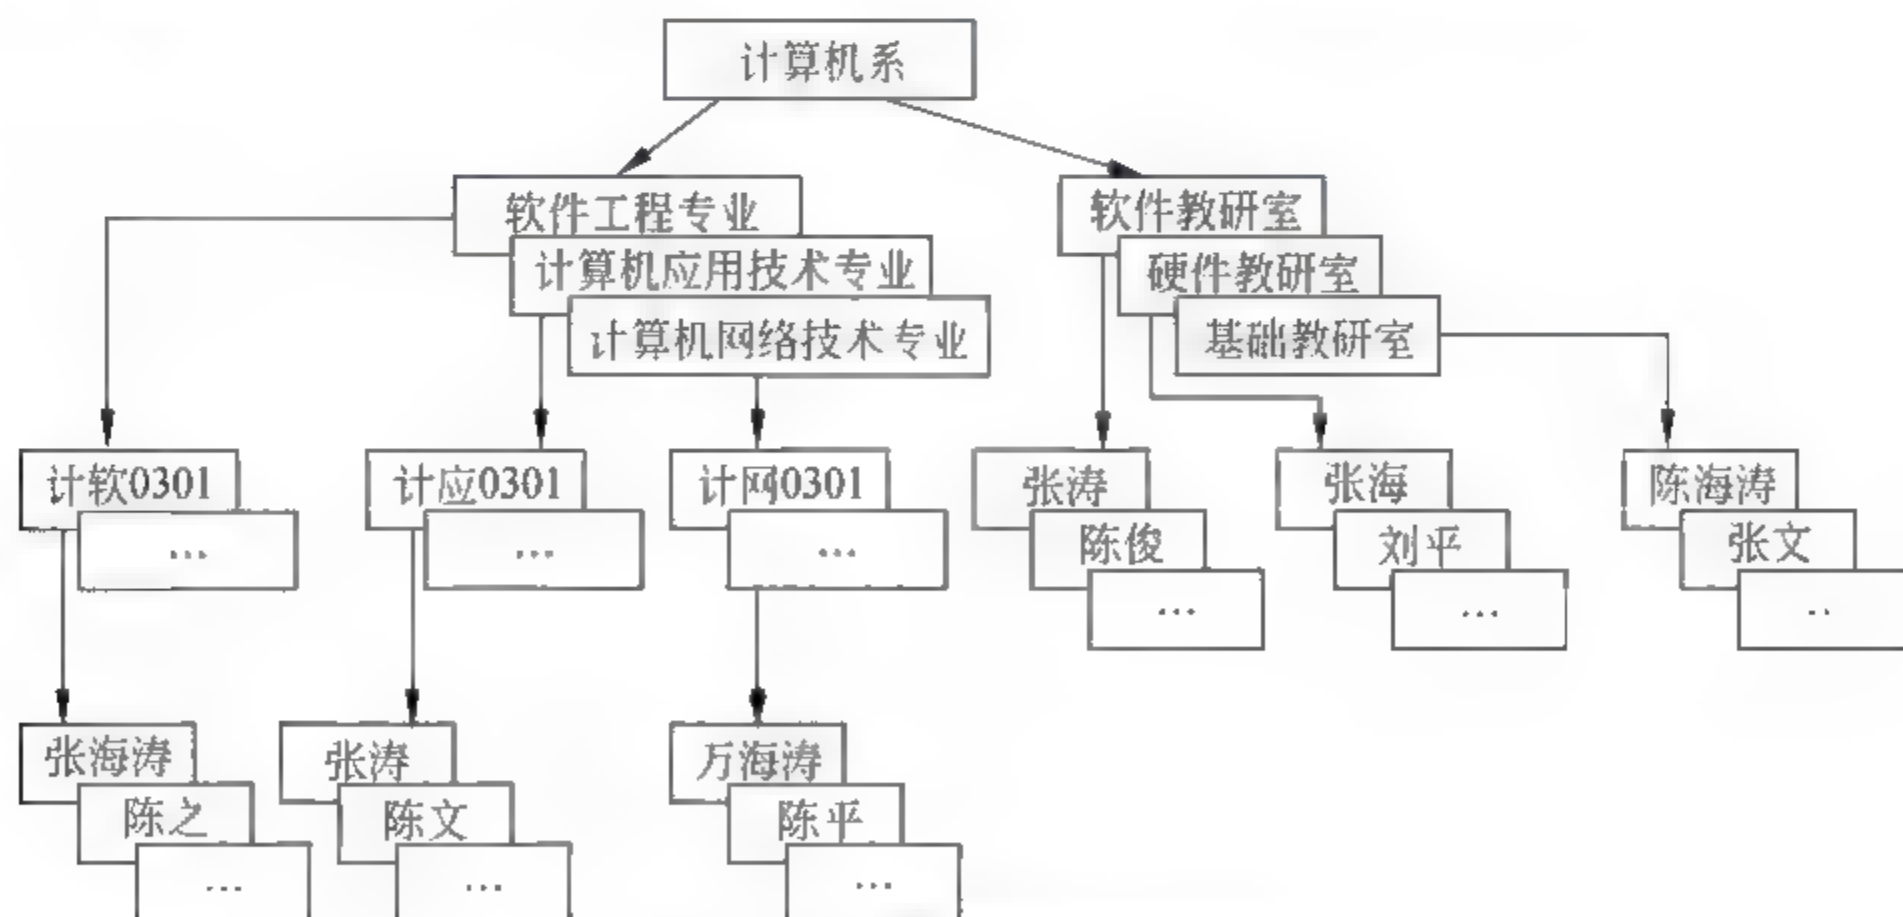 计算机系
软件工程专业
计算机应用技术专业
计算机网络技术专业
软件教研室
硬件教研室
基础教研室
计软0301
...
计应0301
...
计网0301
...
张涛
陈俊
...
张海
刘平
...
陈海涛
张文
..
张海涛
陈之
...
张涛
陈文
...
万海涛
陈平
...